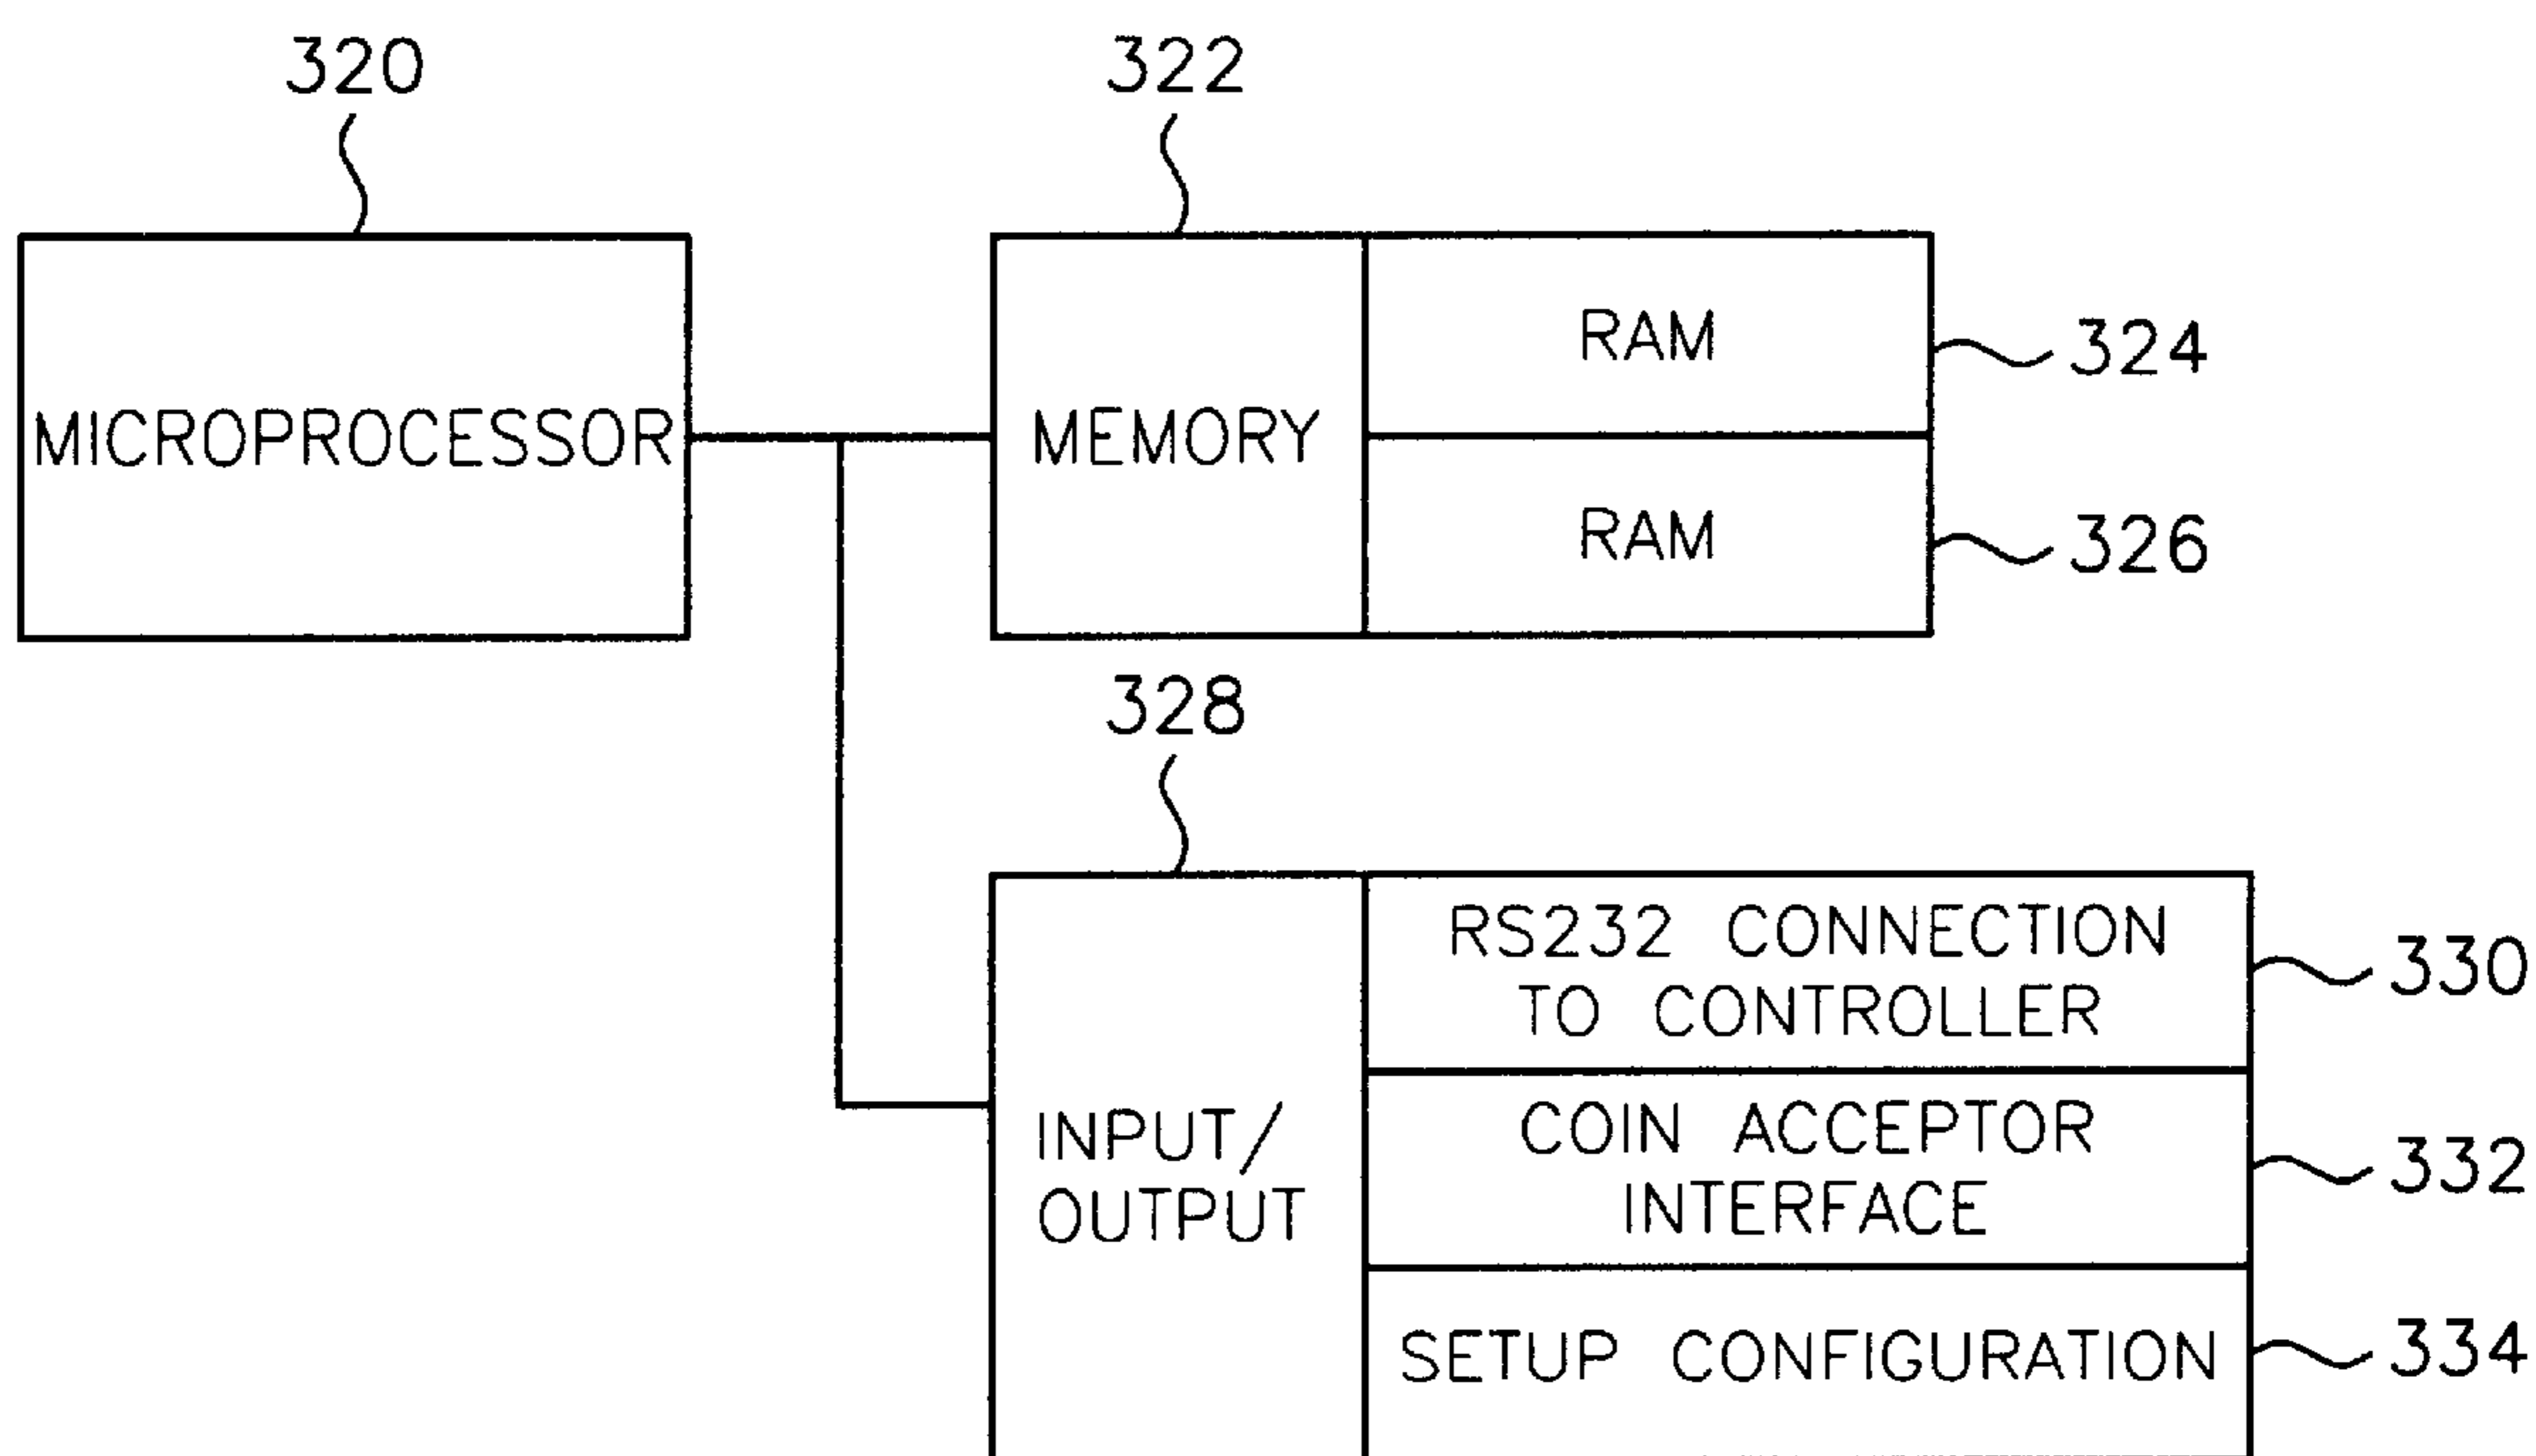 320
322
MICROPROCESSOR
MEMORY
RAM
324
RAM
326
328
INPUT/
OUTPUT
RS232 CONNECTION
TO CONTROLLER
330
COIN ACCEPTOR
INTERFACE
332
SETUP CONFIGURATION
334